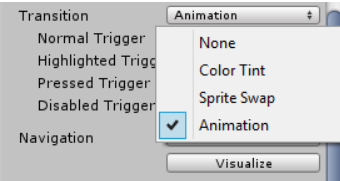 Transition Animation
Normal Trigger None
Highlighted Trigg Color Tint
Pressed Trigger Sprite Swap
Disabled Trigger Animation
Navigation
Visualize